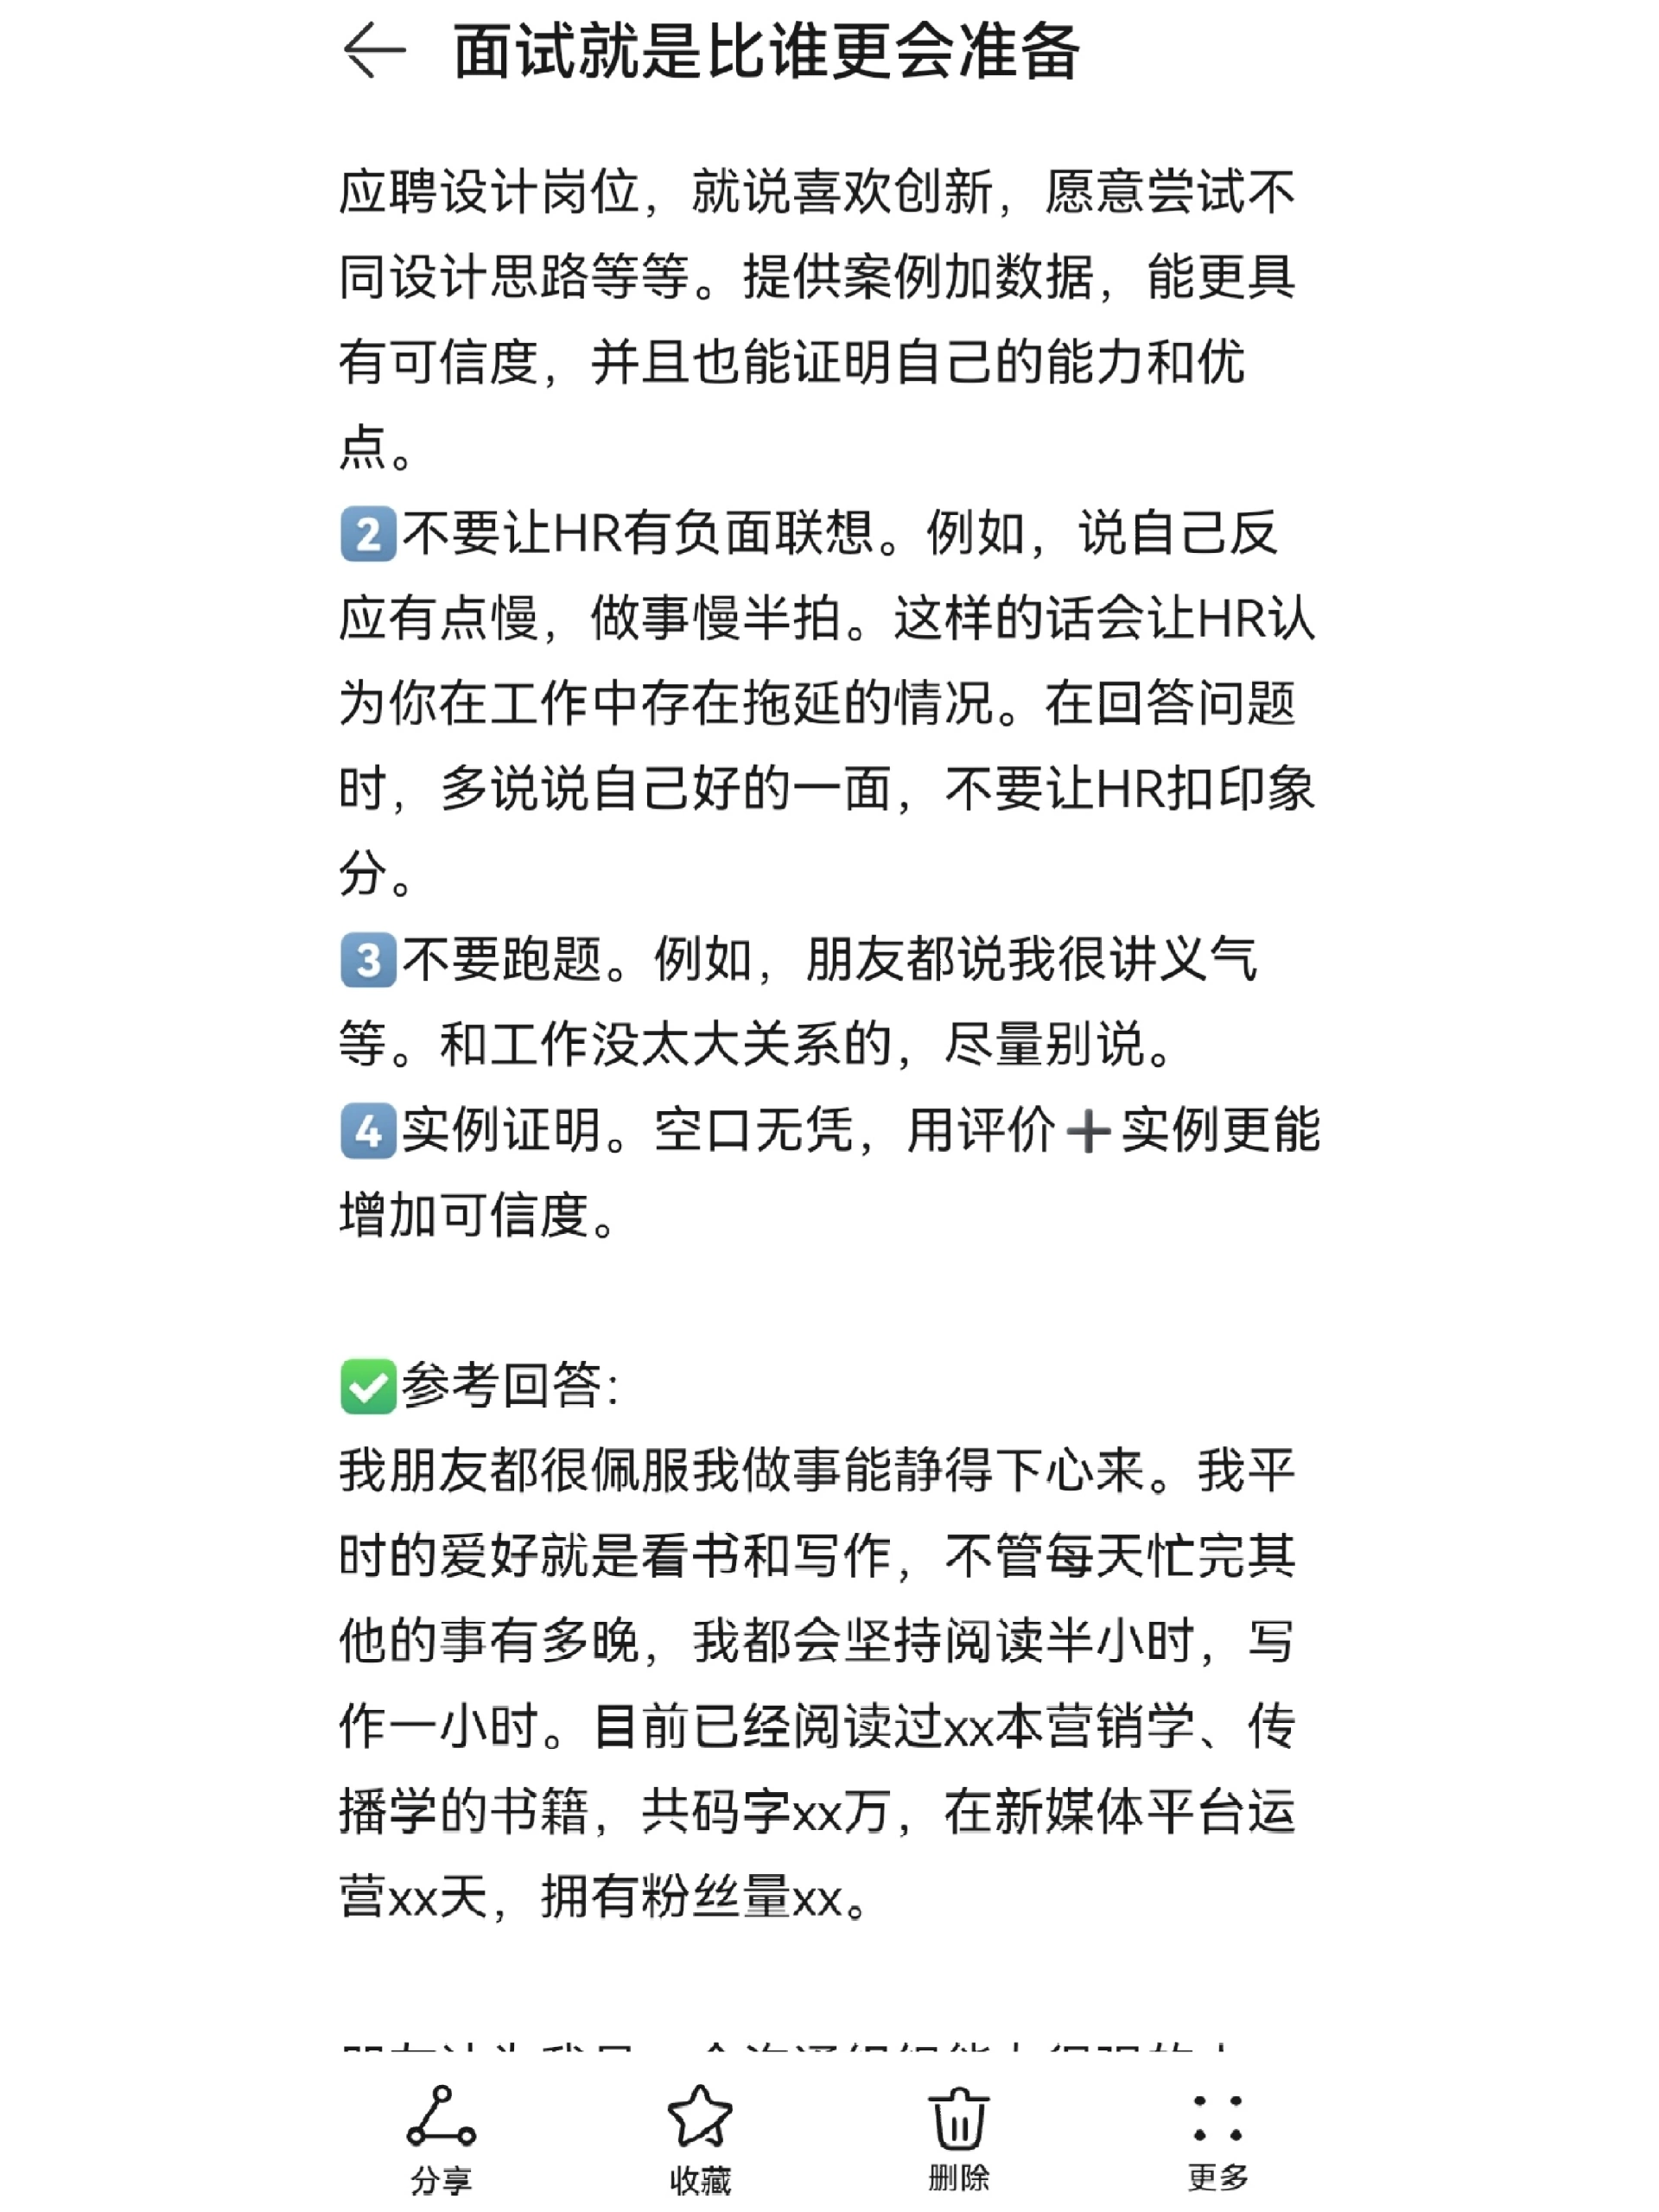 面试就是比谁更会准备
应聘设计岗位，就说喜欢创新，愿意尝试不
同设计思路等等。提供案例加数据，能更具
有可信度，并且也能证明自己的能力和优
点。
2️⃣不要让HR有负面联想。例如，说自己反
应有点慢，做事慢半拍。这样的话会让HR认
为你在工作中存在拖延的情况。在回答问题
时，多说说自己好的一面，不要让HR扣印象
分。
3️⃣不要跑题。例如，朋友都说我很讲义气
等。和工作没太大关系的，尽量别说。
4️⃣实例证明。空口无凭，用评价➕实例更能
增加可信度。
✅参考回答：
我朋友都很佩服我做事能静得下心来。我平
时的爱好就是看书和写作，不管每天忙完其
他的事有多晚，我都会坚持阅读半小时，写
作一小时。目前已经阅读过xx本营销学、传
播学的书籍，共码字xx万，在新媒体平台运
营xx天，拥有粉丝量xx。
分享 收藏 删除 更多